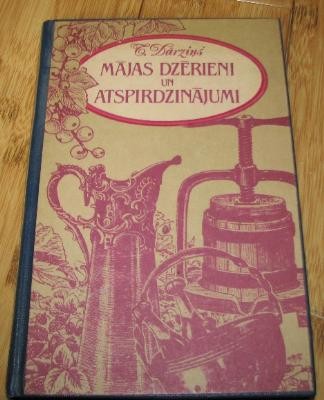 T. Dārziņš
MĀJAS DZĒRIENI
UN
ATSPIRDZINĀJUMI